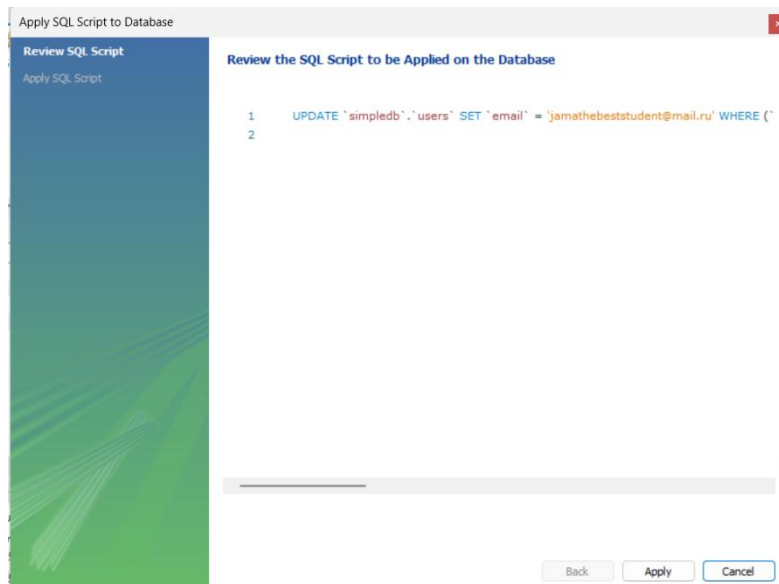 Apply SQL Script to Database
Review SQL Script
Apply SQL Script
Review the SQL Script to be Applied on the Database
1 UPDATE `simpledb`.`users` SET `email` = 'jamathebeststudent@mail.ru' WHERE (`
2
Back Apply Cancel